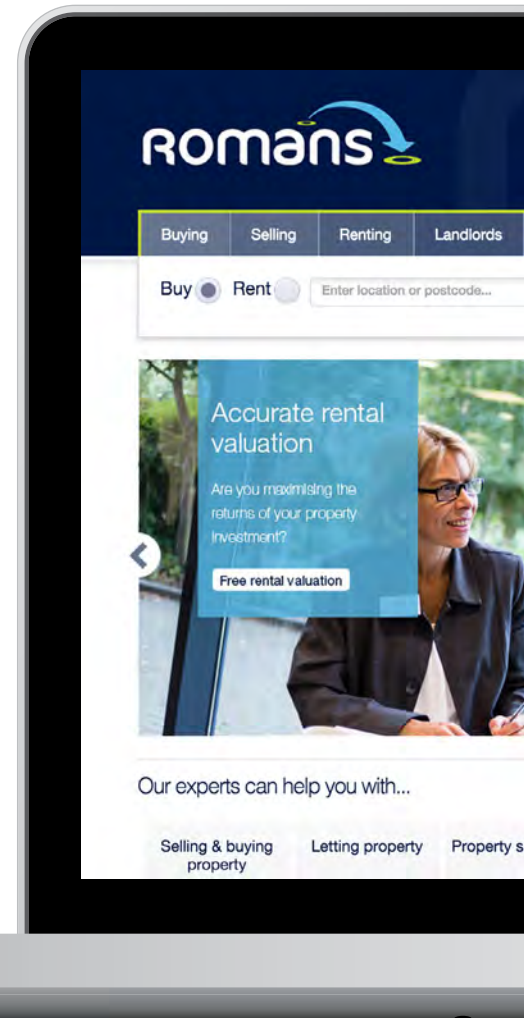 Romans
Buying Selling Renting Landlords
Buy Rent Enter location or postcode...
Accurate rental
valuation
Are you maximising the
returns of your property
investment?
Free rental valuation
Our experts can help you with...
Selling & buying
property
Letting property
Property s